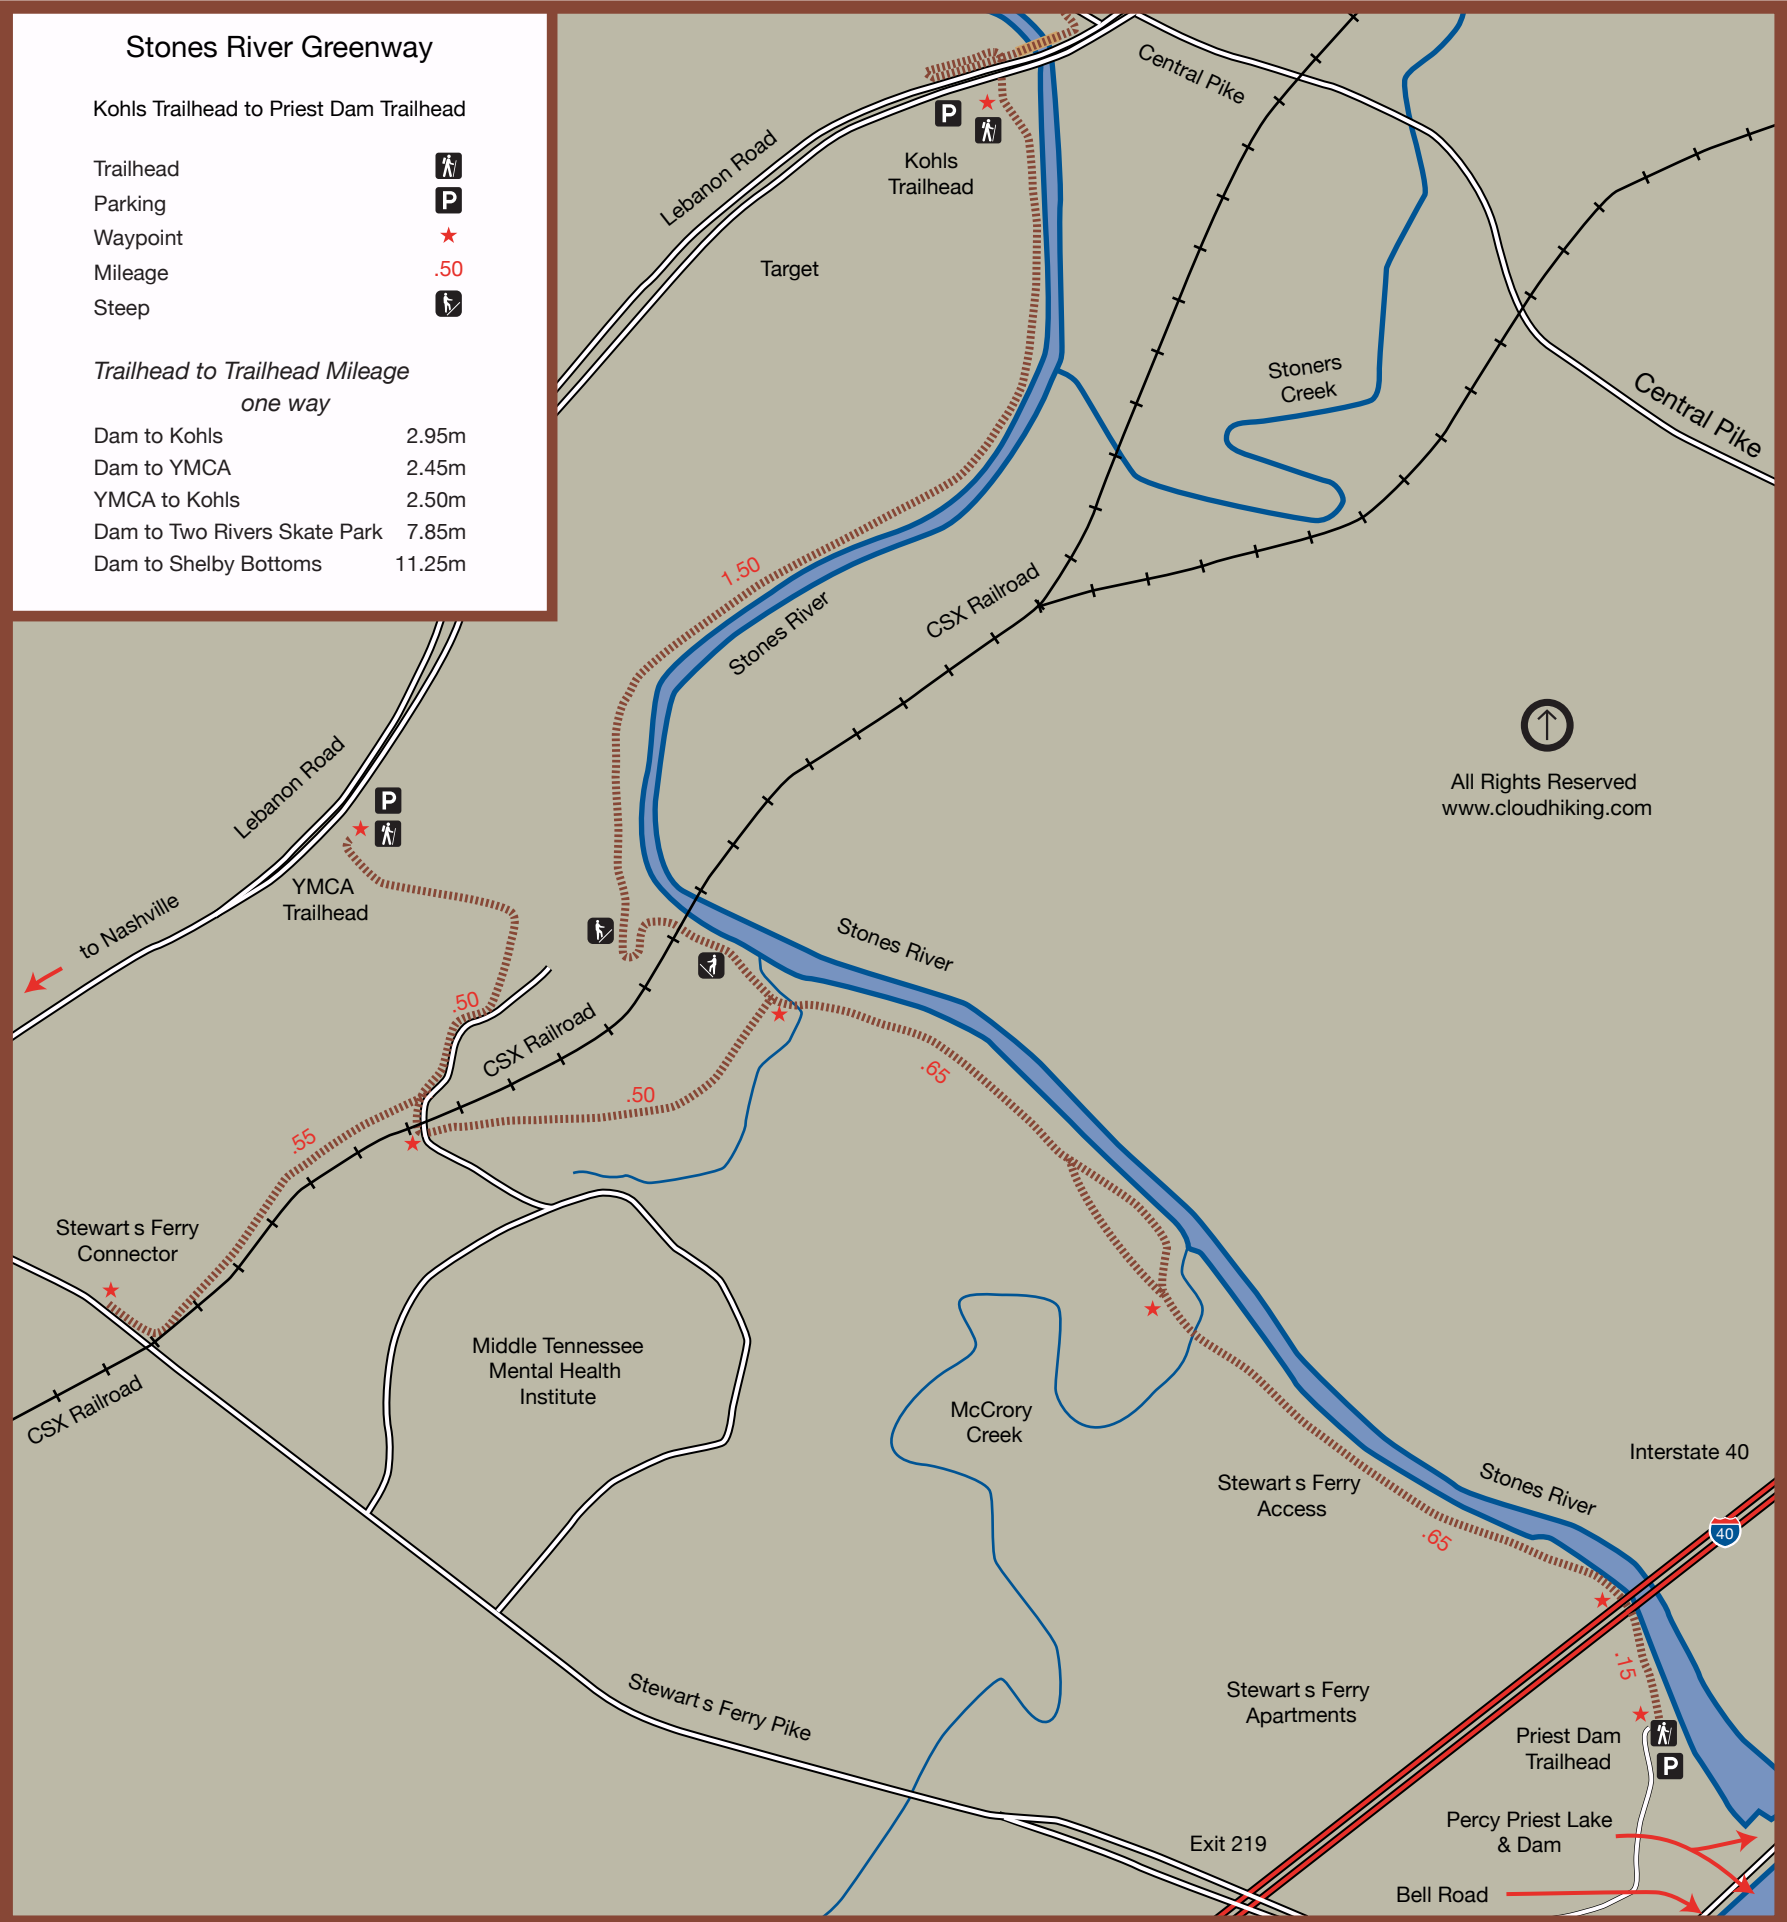 Stones River Greenway
Kohls Trailhead to Priest Dam Trailhead
Trailhead
Parking P
Waypoint
Mileage .50
Steep
Trailhead to Trailhead Mileage
one way
Dam to Kohls 2.95m
Dam to YMCA 2.45m
YMCA to Kohls 2.50m
Dam to Two Rivers Skate Park 7.85m
Dam to Shelby Bottoms 11.25m
Central Pike
P
Kohls
Trailhead
Lebanon Road
Target
Stoners
Creek
Central Pike
1.50
Stones River
CSX Railroad
All Rights Reserved
www.cloudhiking.com
Lebanon Road
P
YMCA
Trailhead
to Nashville
Stones River
.50
CSX Railroad
.65
.50
.55
Stewart s Ferry
Connector
Middle Tennessee
Mental Health
Institute
CSX Railroad
McCrory
Creek
Stewart s Ferry
Access
Stones River
Interstate 40
40
.65
.15
Stewart s Ferry Pike
Stewart s Ferry
Apartments
Priest Dam
Trailhead
P
Percy Priest Lake
& Dam
Exit 219
Bell Road